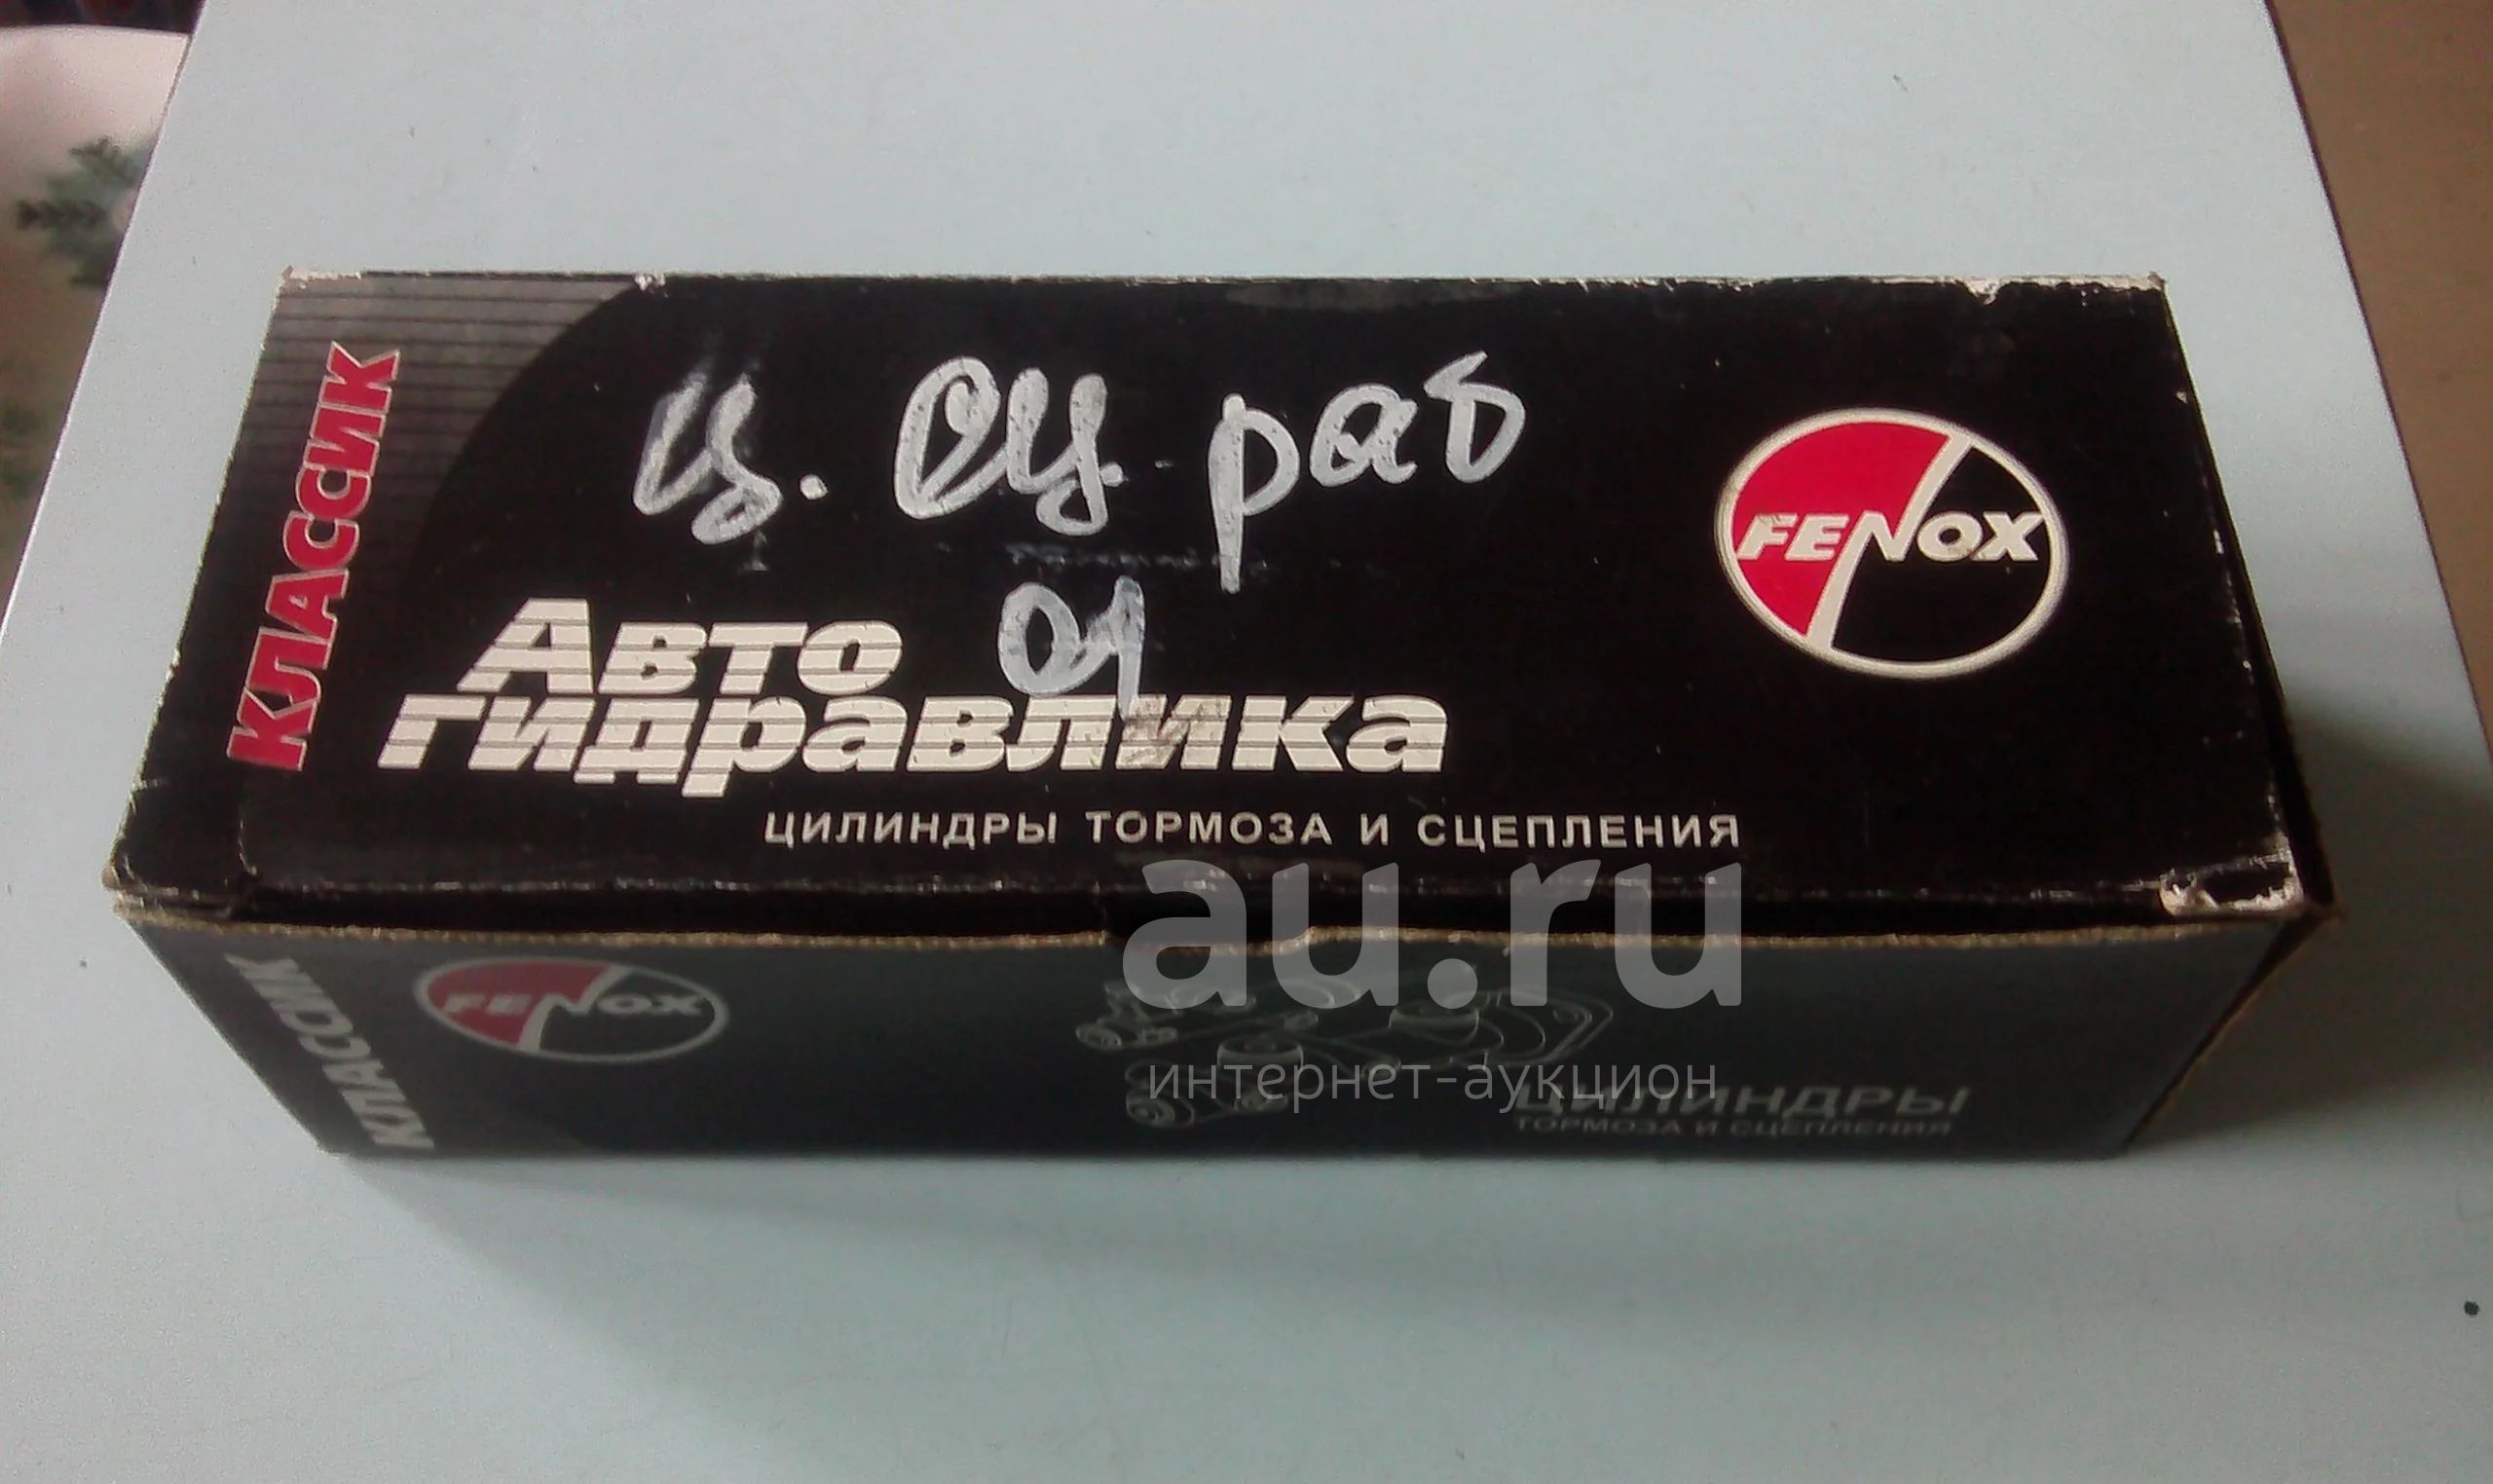 Ц. сц раб
01
КЛАССИК
FENOX
Авто
гидравлика
ЦИЛИНДРЫ ТОРМОЗА И СЦЕПЛЕНИЯ
au.ru
интернет-аукцион
КЛАССИК
FENOX
ЦИЛИНДРЫ
ТОРМОЗА И СЦЕПЛЕНИЯ